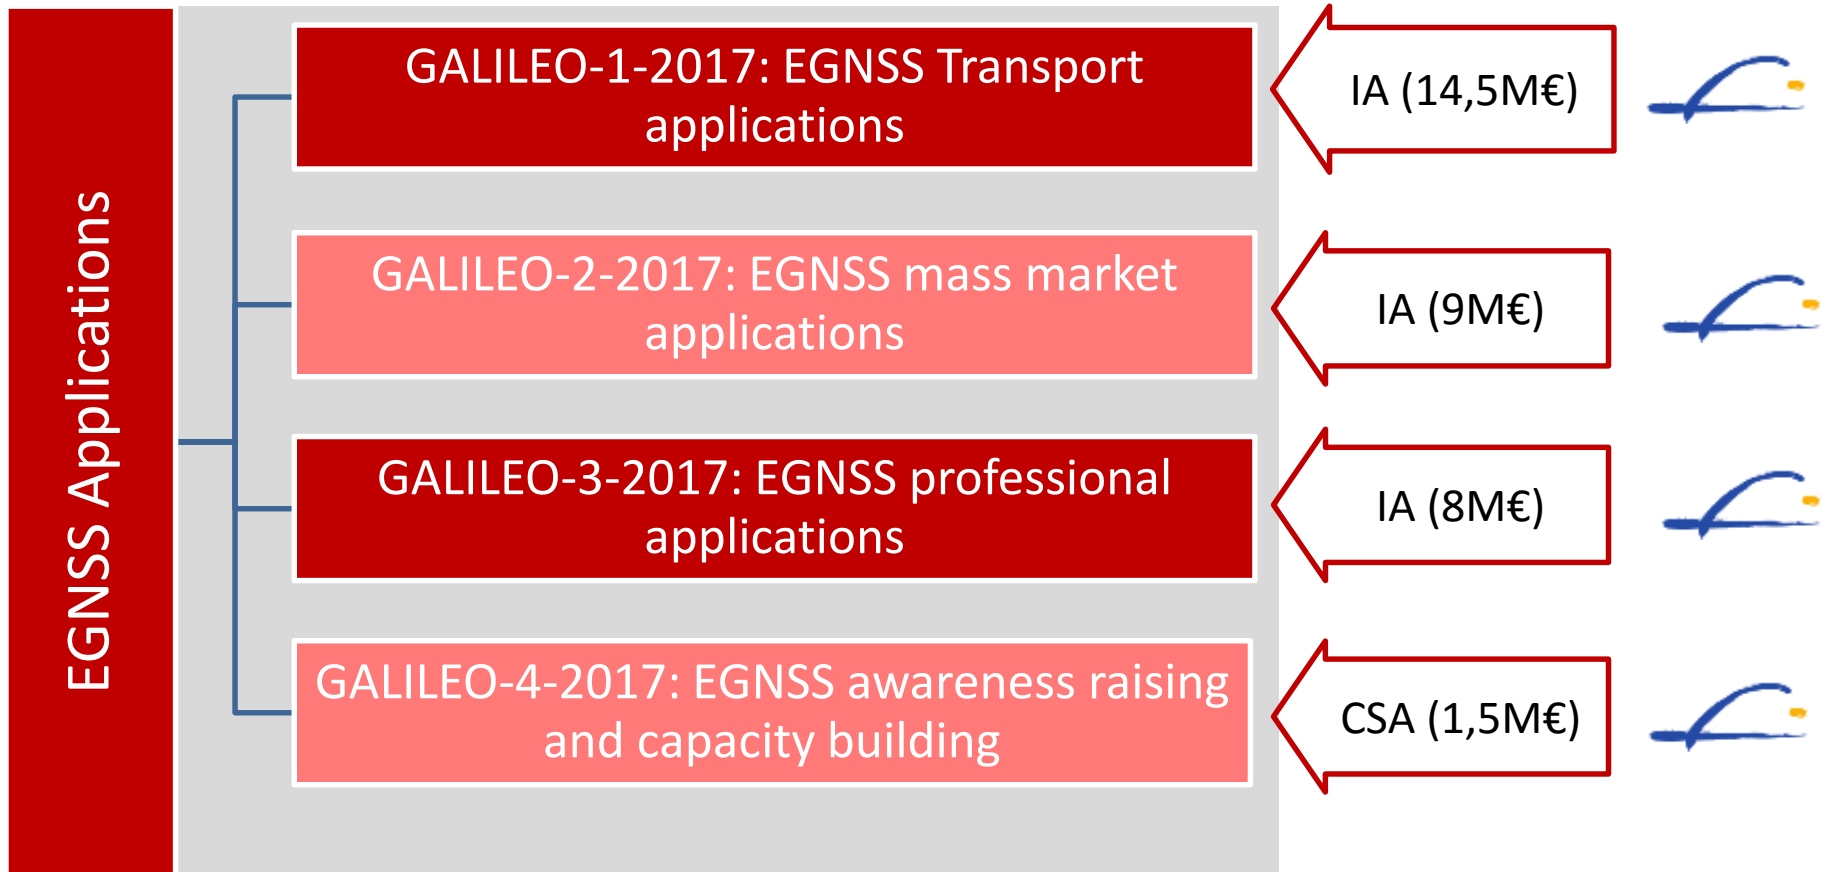 EGNSS Applications
GALILEO-1-2017: EGNSS Transport
applications
IA (14,5M€)
GALILEO-2-2017: EGNSS mass market
applications
IA (9M€)
GALILEO-3-2017: EGNSS professional
applications
IA (8M€)
GALILEO-4-2017: EGNSS awareness raising
and capacity building
CSA (1,5M€)